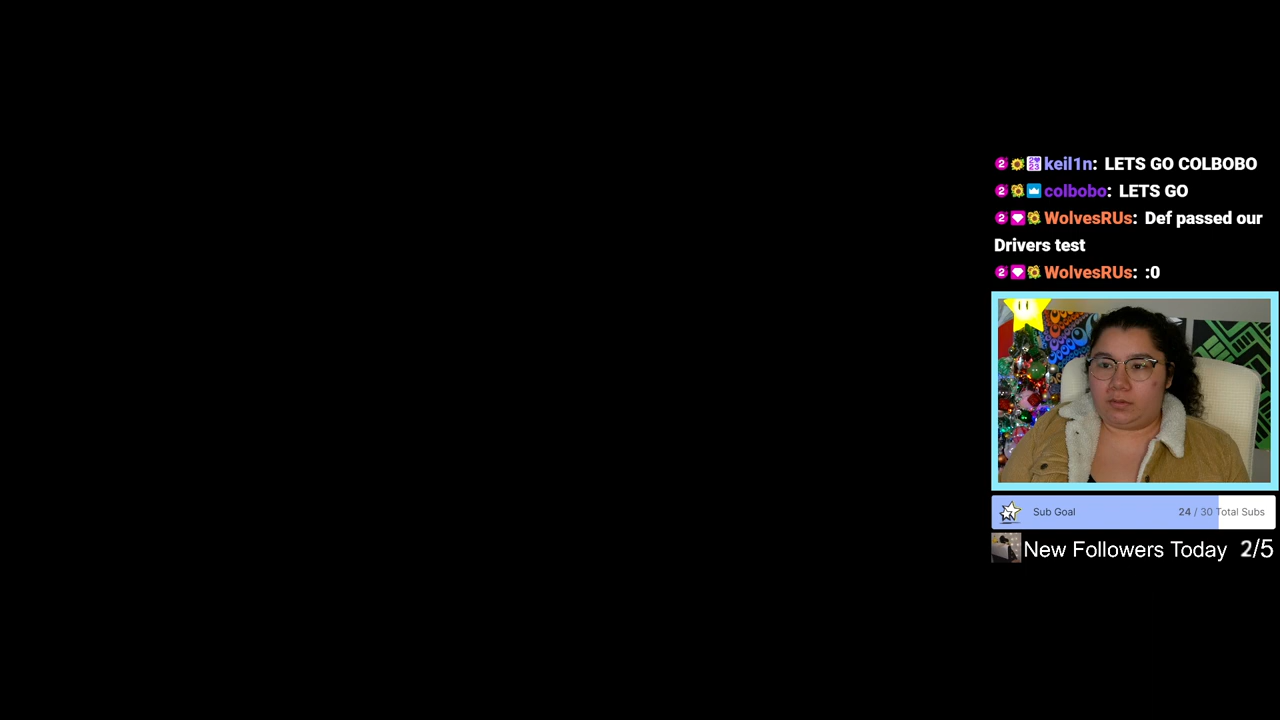 keil1n: LETS GO COLBOBO
colbobo: LETS GO
WolvesRUs: Def passed our
Drivers test
WolvesRUs: :0
Sub Goal 24 / 30 Total Subs
New Followers Today 2/5